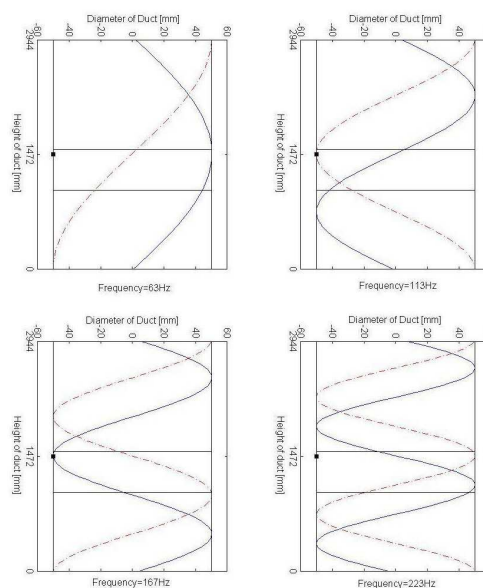 Diameter of Duct [mm]
-60 -40 -20 0 20 40 60
2944
1472
0
Height of duct [mm]
Frequency=63Hz
Diameter of Duct [mm]
-60 -40 -20 0 20 40
2944
1472
0
Height of duct [mm]
Frequency=113Hz
Diameter of Duct [mm]
-60 -40 -20 0 20 40 60
2944
1472
0
Height of duct [mm]
Frequency=167Hz
Diameter of Duct [mm]
-60 -40 -20 0 20 40
2944
1472
0
Height of duct [mm]
Frequency=223Hz